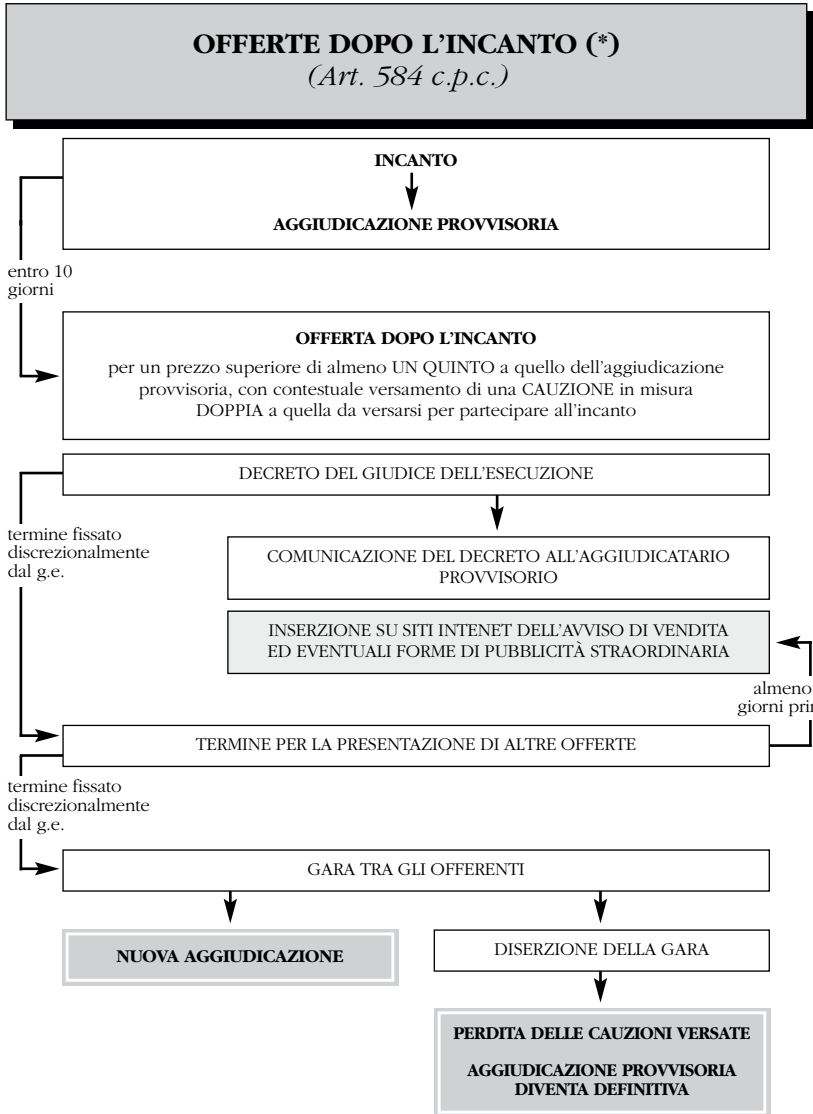 OFFERTE DOPO L'INCANTO (*)
(Art. 584 c.p.c.)
INCANTO
AGGIUDICAZIONE PROVVISORIA
entro 10
giorni
OFFERTA DOPO L'INCANTO
per un prezzo superiore di almeno UN QUINTO a quello dell'aggiudicazione
provvisoria, con contestuale versamento di una CAUZIONE in misura
DOPPIA a quella da versarsi per partecipare all'incanto
DECRETO DEL GIUDICE DELL'ESECUZIONE
termine fissato
discrezionalmente
dal g.e.
COMUNICAZIONE DEL DECRETO ALL'AGGIUDICATARIO
PROVVISORIO
INSERZIONE SU SITI INTENET DELL'AVVISO DI VENDITA
ED EVENTUALI FORME DI PUBBLICITÀ STRAORDINARIA
almeno
giorni
TERMINE PER LA PRESENTAZIONE DI ALTRE OFFERTE
termine fissato
discrezionalmente
dal g.e.
GARA TRA GLI OFFERENTI
NUOVA AGGIUDICAZIONE
DISERZIONE DELLA GARA
PERDITA DELLE CAUZIONI VERSATE
AGGIUDICAZIONE PROVVISORIA
DIVENTA DEFINITIVA